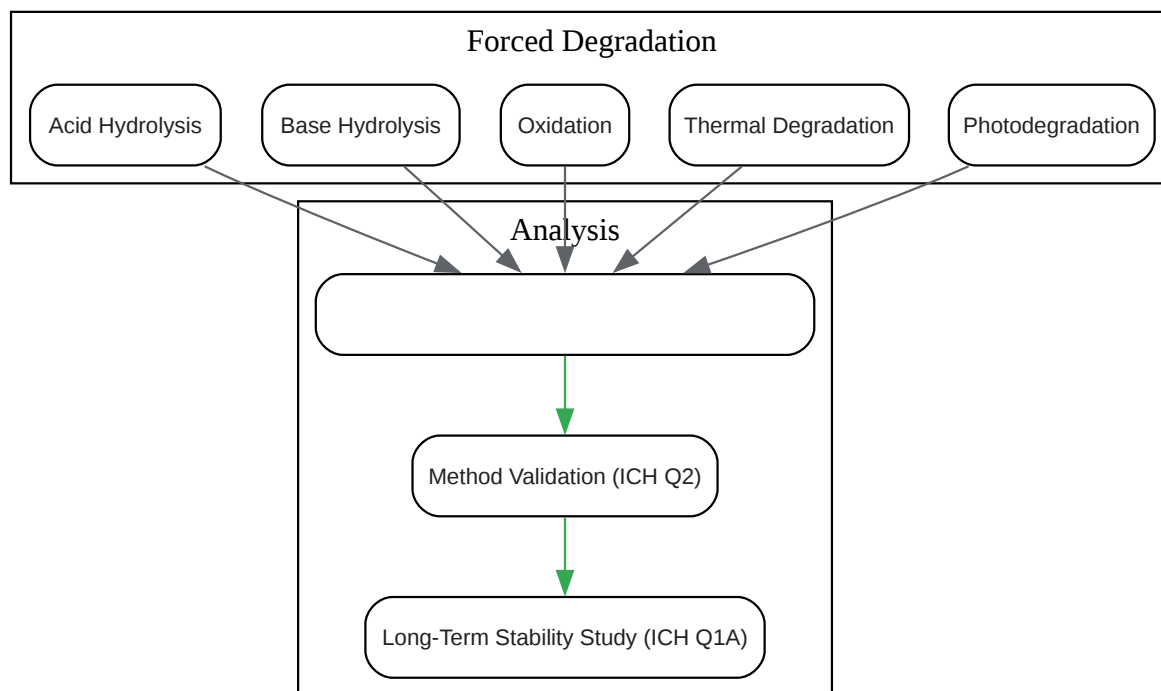 Forced Degradation
Acid Hydrolysis
Base Hydrolysis
Oxidation
Thermal Degradation
Photodegradation
Analysis
Method Validation (ICH Q2)
Long-Term Stability Study (ICH Q1A)